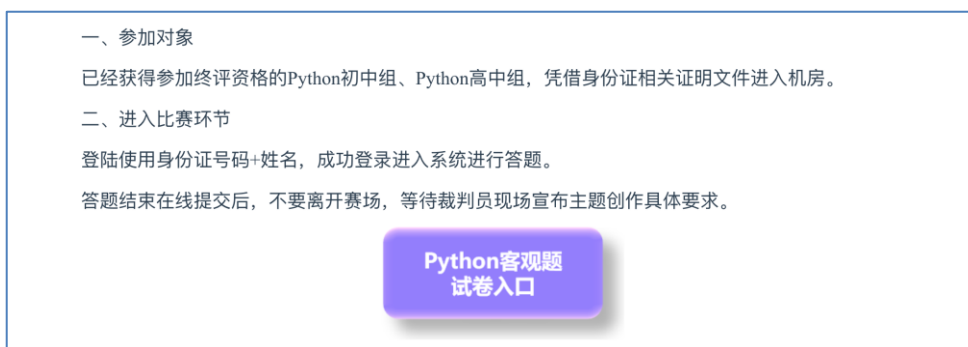 一、参加对象
已经获得参加终评资格的Python初中组、Python高中组，凭借身份证相关证明文件进入机房。
二、进入比赛环节
登陆使用身份证号码+姓名，成功登录进入系统进行答题。
答题结束在线提交后，不要离开赛场，等待裁判员现场宣布主题创作具体要求。
Python客观题
试卷入口